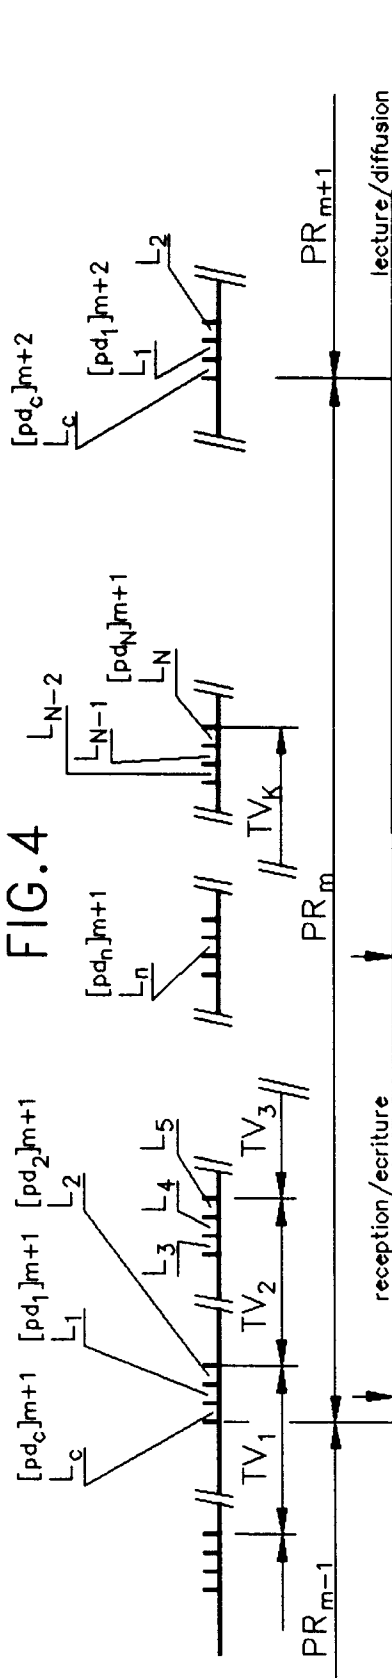 FIG.4
[pd_c]m+1 [pd_1]m+1 [pd_2]m+1 [pd_n]m+1 [pd_N]m+1 [pd_c]m+2 [pd_1]m+2
L_c L_1 L_2 L_3 L_4 L_5 L_n L_N-2 L_N-1 L_N L_c L_1 L_2
TV_1 TV_2 TV_3 TV_K
PR_m-1 PR_m PR_m+1
reception/ecriture lecture/diffusion